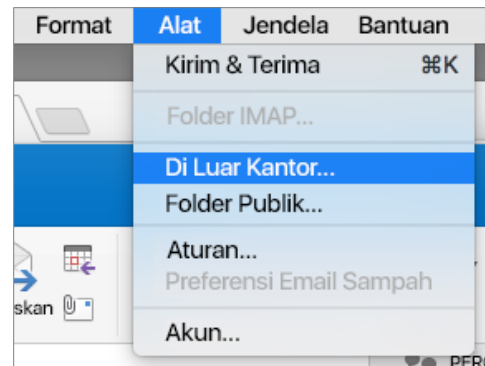 Format Alat Jendela Bantuan
Kirim & Terima ⌘K
Folder IMAP...
Di Luar Kantor...
Folder Publik...
Aturan...
Preferensi Email Sampah
skan
Akun...